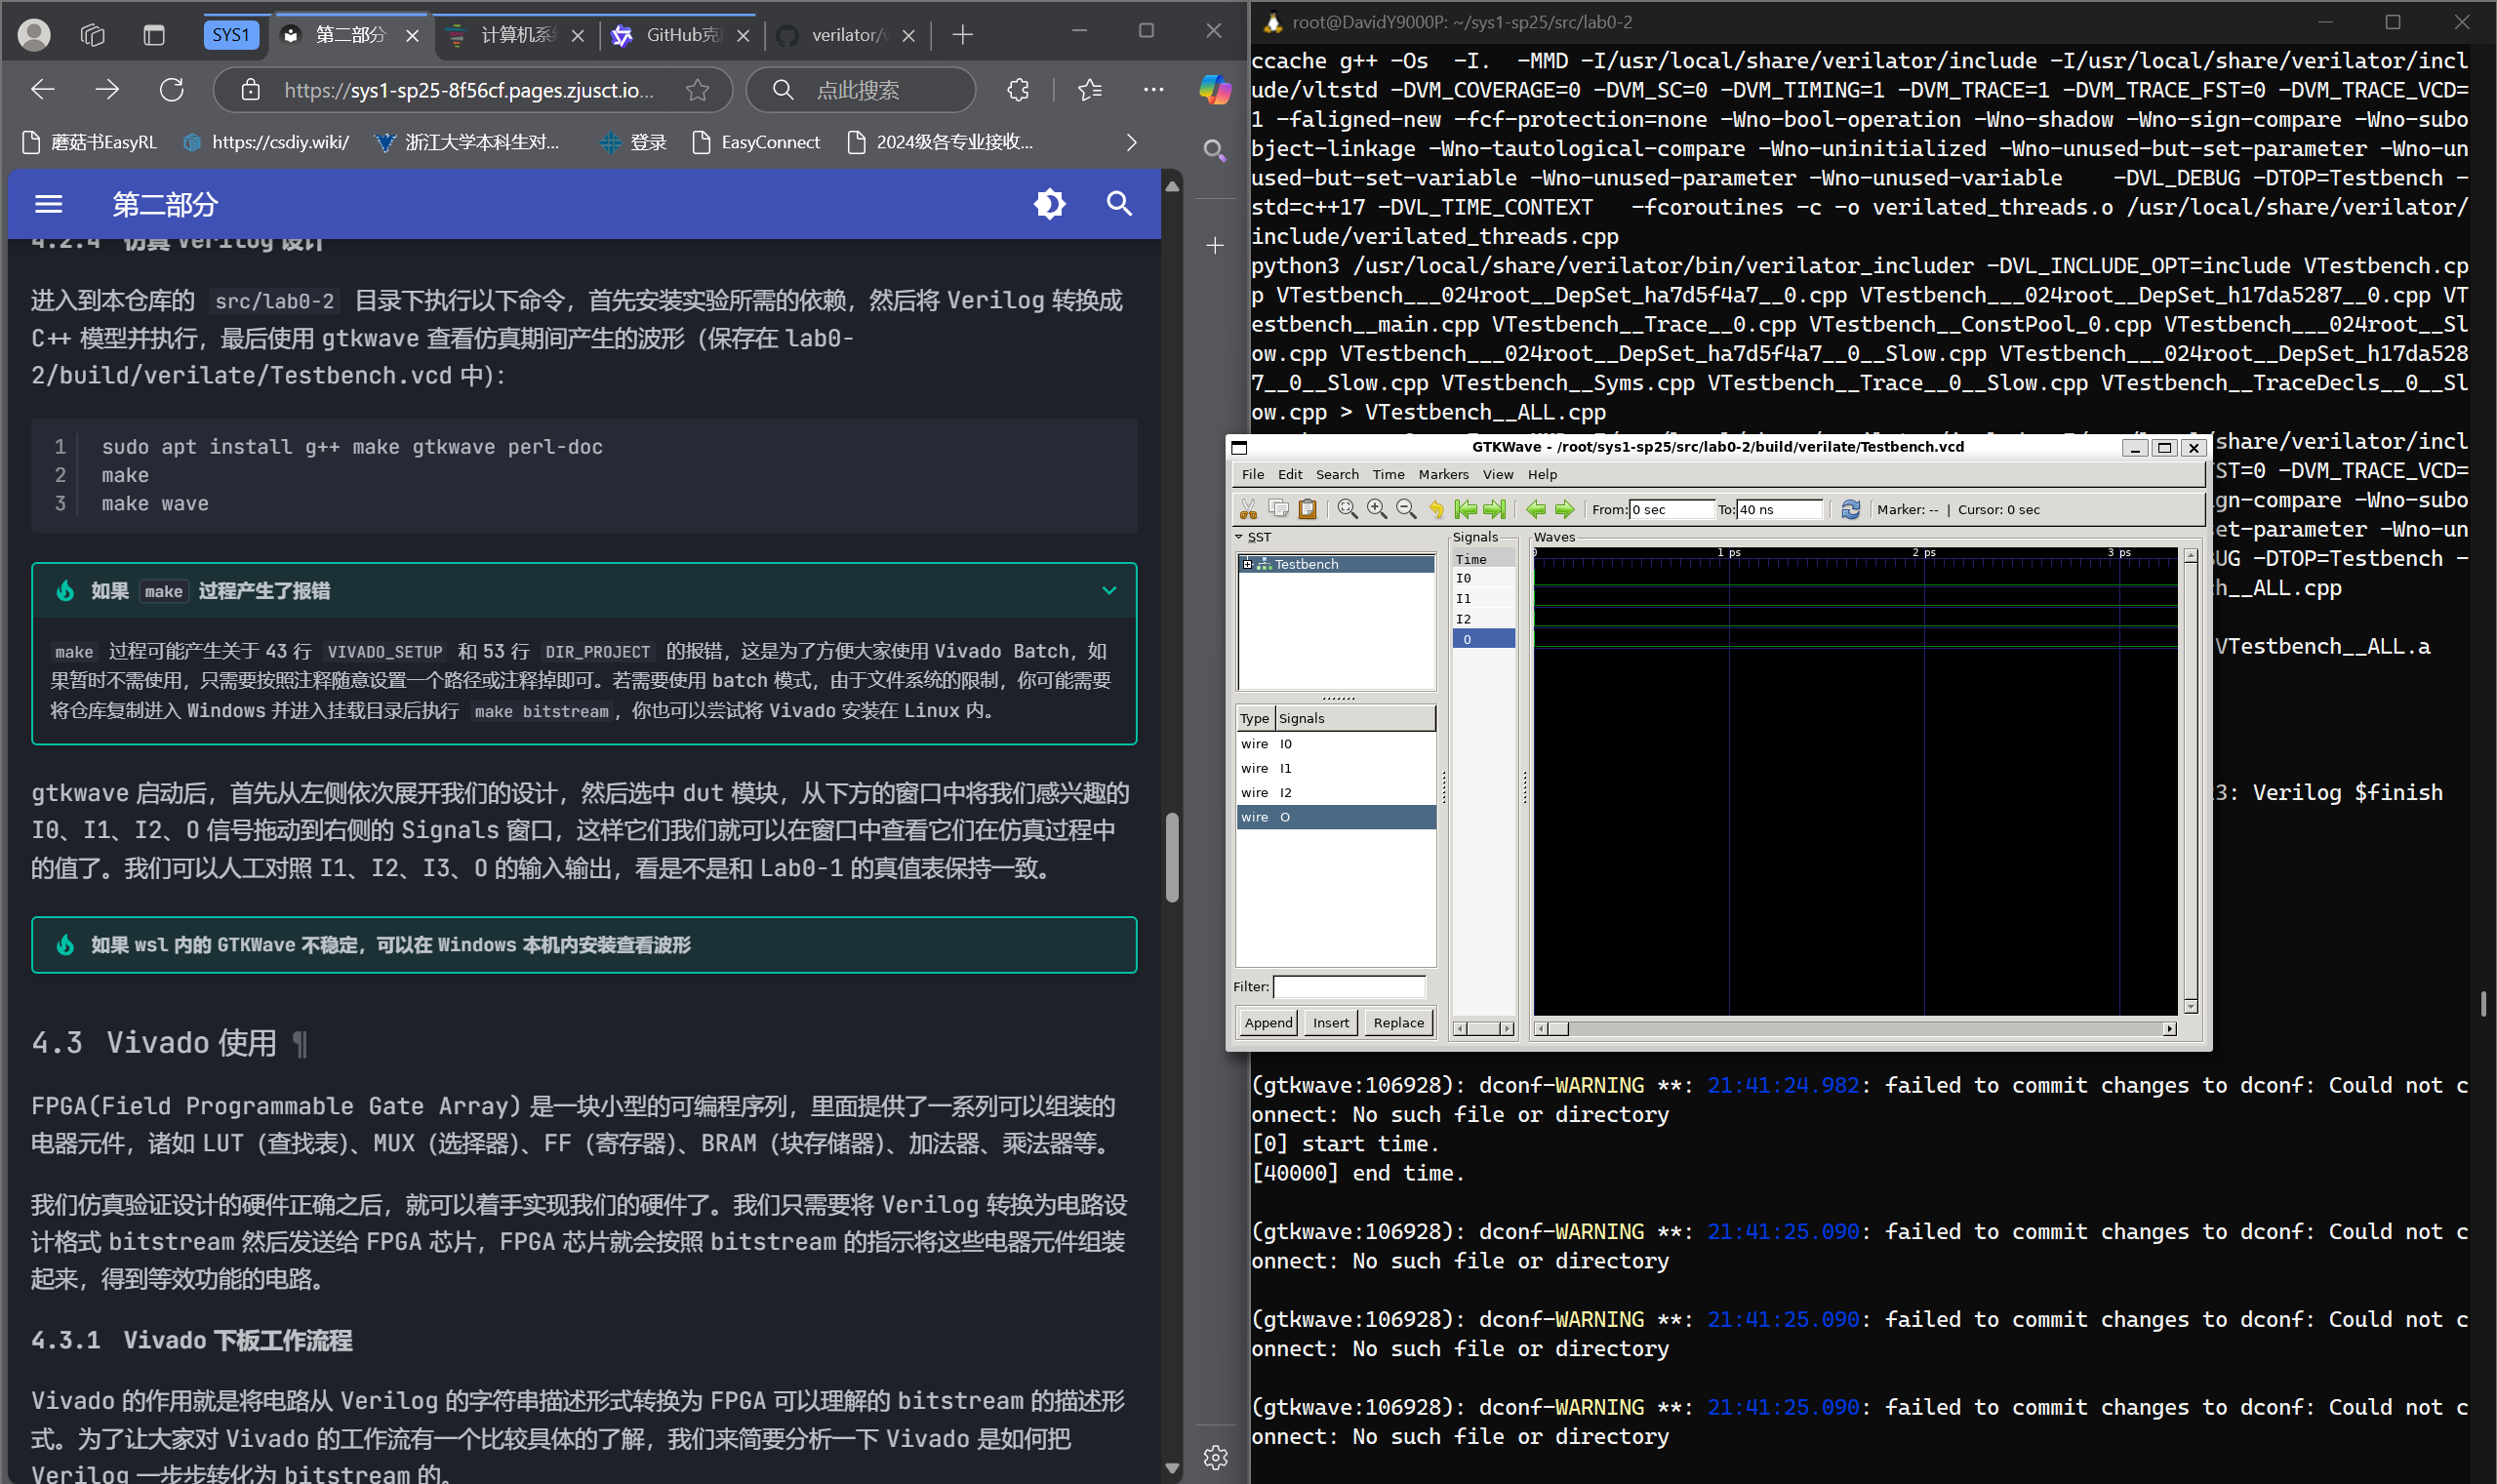 SYS1
第二部分
计算机系
GitHub克
verilator/v
https://sys1-sp25-8f56cf.pages.zjusct.io...
点此搜索
蘑菇书EasyRL
https://csdiy.wiki/
浙江大学本科生对...
登录
EasyConnect
2024级各专业接收...
第二部分
4.2.4 仿真 Verilog 设计
进入到本仓库的 src/lab0-2 目录下执行以下命令，首先安装实验所需的依赖，然后将 Verilog 转换成
C++ 模型并执行，最后使用 gtkwave 查看仿真期间产生的波形（保存在 lab0-
2/build/verilate/Testbench.vcd 中）：
1 sudo apt install g++ make gtkwave perl-doc
2 make
3 make wave
如果 make 过程产生了报错
make 过程可能产生关于 43 行 VIVADO_SETUP 和 53 行 DIR_PROJECT 的报错，这是为了方便大家使用 Vivado Batch，如
果暂时不需使用，只需要按照注释随意设置一个路径或注释掉即可。若需要使用 batch 模式，由于文件系统的限制，你可能需要
将仓库复制进入 Windows 并进入挂载目录后执行 make bitstream，你也可以尝试将 Vivado 安装在 Linux 内。
gtkwave 启动后，首先从左侧依次展开我们的设计，然后选中 dut 模块，从下方的窗口中将我们感兴趣的
I0、I1、I2、O 信号拖动到右侧的 Signals 窗口，这样它们我们就可以在窗口中查看它们在仿真过程中
的值了。我们可以人工对照 I1、I2、I3、O 的输入输出，看是不是和 Lab0-1 的真值表保持一致。
如果 wsl 内的 GTKWave 不稳定，可以在 Windows 本机内安装查看波形
4.3 Vivado 使用 ¶
FPGA(Field Programmable Gate Array) 是一块小型的可编程序列，里面提供了一系列可以组装的
电器元件，诸如 LUT（查找表）、MUX（选择器）、FF（寄存器）、BRAM（块存储器）、加法器、乘法器等。
我们仿真验证设计的硬件正确之后，就可以着手实现我们的硬件了。我们只需要将 Verilog 转换为电路设
计格式 bitstream 然后发送给 FPGA 芯片，FPGA 芯片就会按照 bitstream 的指示将这些电器元件组装
起来，得到等效功能的电路。
4.3.1 Vivado 下板工作流程
Vivado 的作用就是将电路从 Verilog 的字符串描述形式转换为 FPGA 可以理解的 bitstream 的描述形
式。为了让大家对 Vivado 的工作流有一个比较具体的了解，我们来简要分析一下 Vivado 是如何把
Verilog 一步步转化为 bitstream 的。
root@DavidY9000P: ~/sys1-sp25/src/lab0-2
ccache g++ -Os  -I.  -MMD -I/usr/local/share/verilator/include -I/usr/local/share/verilator/incl
ude/vltstd -DVM_COVERAGE=0 -DVM_SC=0 -DVM_TIMING=1 -DVM_TRACE=1 -DVM_TRACE_FST=0 -DVM_TRACE_VCD=
1 -faligned-new -fcf-protection=none -Wno-bool-operation -Wno-shadow -Wno-sign-compare -Wno-subo
bject-linkage -Wno-tautological-compare -Wno-uninitialized -Wno-unused-but-set-parameter -Wno-un
used-but-set-variable -Wno-unused-parameter -Wno-unused-variable    -DVL_DEBUG -DTOP=Testbench -
std=c++17 -DVL_TIME_CONTEXT   -fcoroutines -c -o verilated_threads.o /usr/local/share/verilator/
include/verilated_threads.cpp
python3 /usr/local/share/verilator/bin/verilator_includer -DVL_INCLUDE_OPT=include VTestbench.cp
p VTestbench___024root__DepSet_ha7d5f4a7__0.cpp VTestbench___024root__DepSet_h17da5287__0.cpp VT
estbench__main.cpp VTestbench__Trace__0.cpp VTestbench__ConstPool_0.cpp VTestbench___024root__Sl
ow.cpp VTestbench___024root__DepSet_ha7d5f4a7__0__Slow.cpp VTestbench___024root__DepSet_h17da528
7__0__Slow.cpp VTestbench__Syms.cpp VTestbench__Trace__0__Slow.cpp VTestbench__TraceDecls__0__Sl
ow.cpp > VTestbench__ALL.cpp
share/verilator/incl
ST=0 -DVM_TRACE_VCD=
gn-compare -Wno-subo
et-parameter -Wno-un
UG -DTOP=Testbench -
h__ALL.cpp
VTestbench__ALL.a
3: Verilog $finish
GTKWave - /root/sys1-sp25/src/lab0-2/build/verilate/Testbench.vcd
File Edit Search Time Markers View Help
From: 0 sec To: 40 ns Marker: -- | Cursor: 0 sec
SST
Testbench
Type Signals
wire I0
wire I1
wire I2
wire O
Filter:
Append Insert Replace
Signals
Time
I0
I1
I2
O
Waves
0 1 ps 2 ps 3 ps
(gtkwave:106928): dconf-WARNING **: 21:41:24.982: failed to commit changes to dconf: Could not c
onnect: No such file or directory
[0] start time.
[40000] end time.
(gtkwave:106928): dconf-WARNING **: 21:41:25.090: failed to commit changes to dconf: Could not c
onnect: No such file or directory
(gtkwave:106928): dconf-WARNING **: 21:41:25.090: failed to commit changes to dconf: Could not c
onnect: No such file or directory
(gtkwave:106928): dconf-WARNING **: 21:41:25.090: failed to commit changes to dconf: Could not c
onnect: No such file or directory